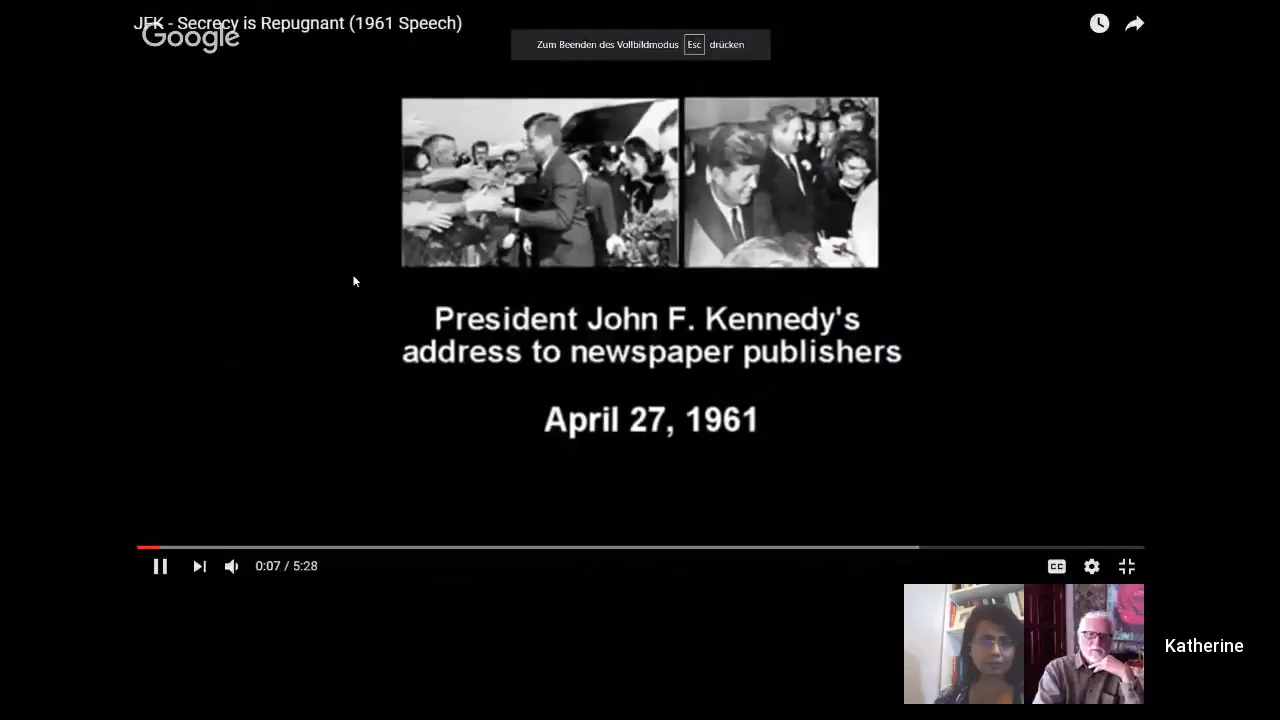 JFK - Secrecy is Repugnant (1961 Speech)
Google
Zum Beenden des Vollbildmodus Esc drücken
President John F. Kennedy's
address to newspaper publishers
April 27, 1961
0:07 / 5:28
CC
Katherine